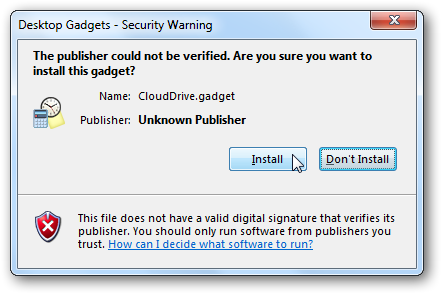 Desktop Gadgets - Security Warning
The publisher could not be verified. Are you sure you want to
install this gadget?
Name: CloudDrive.gadget
Publisher: Unknown Publisher
Install Don't Install
This file does not have a valid digital signature that verifies its
publisher. You should only run software from publishers you
trust. How can I decide what software to run?